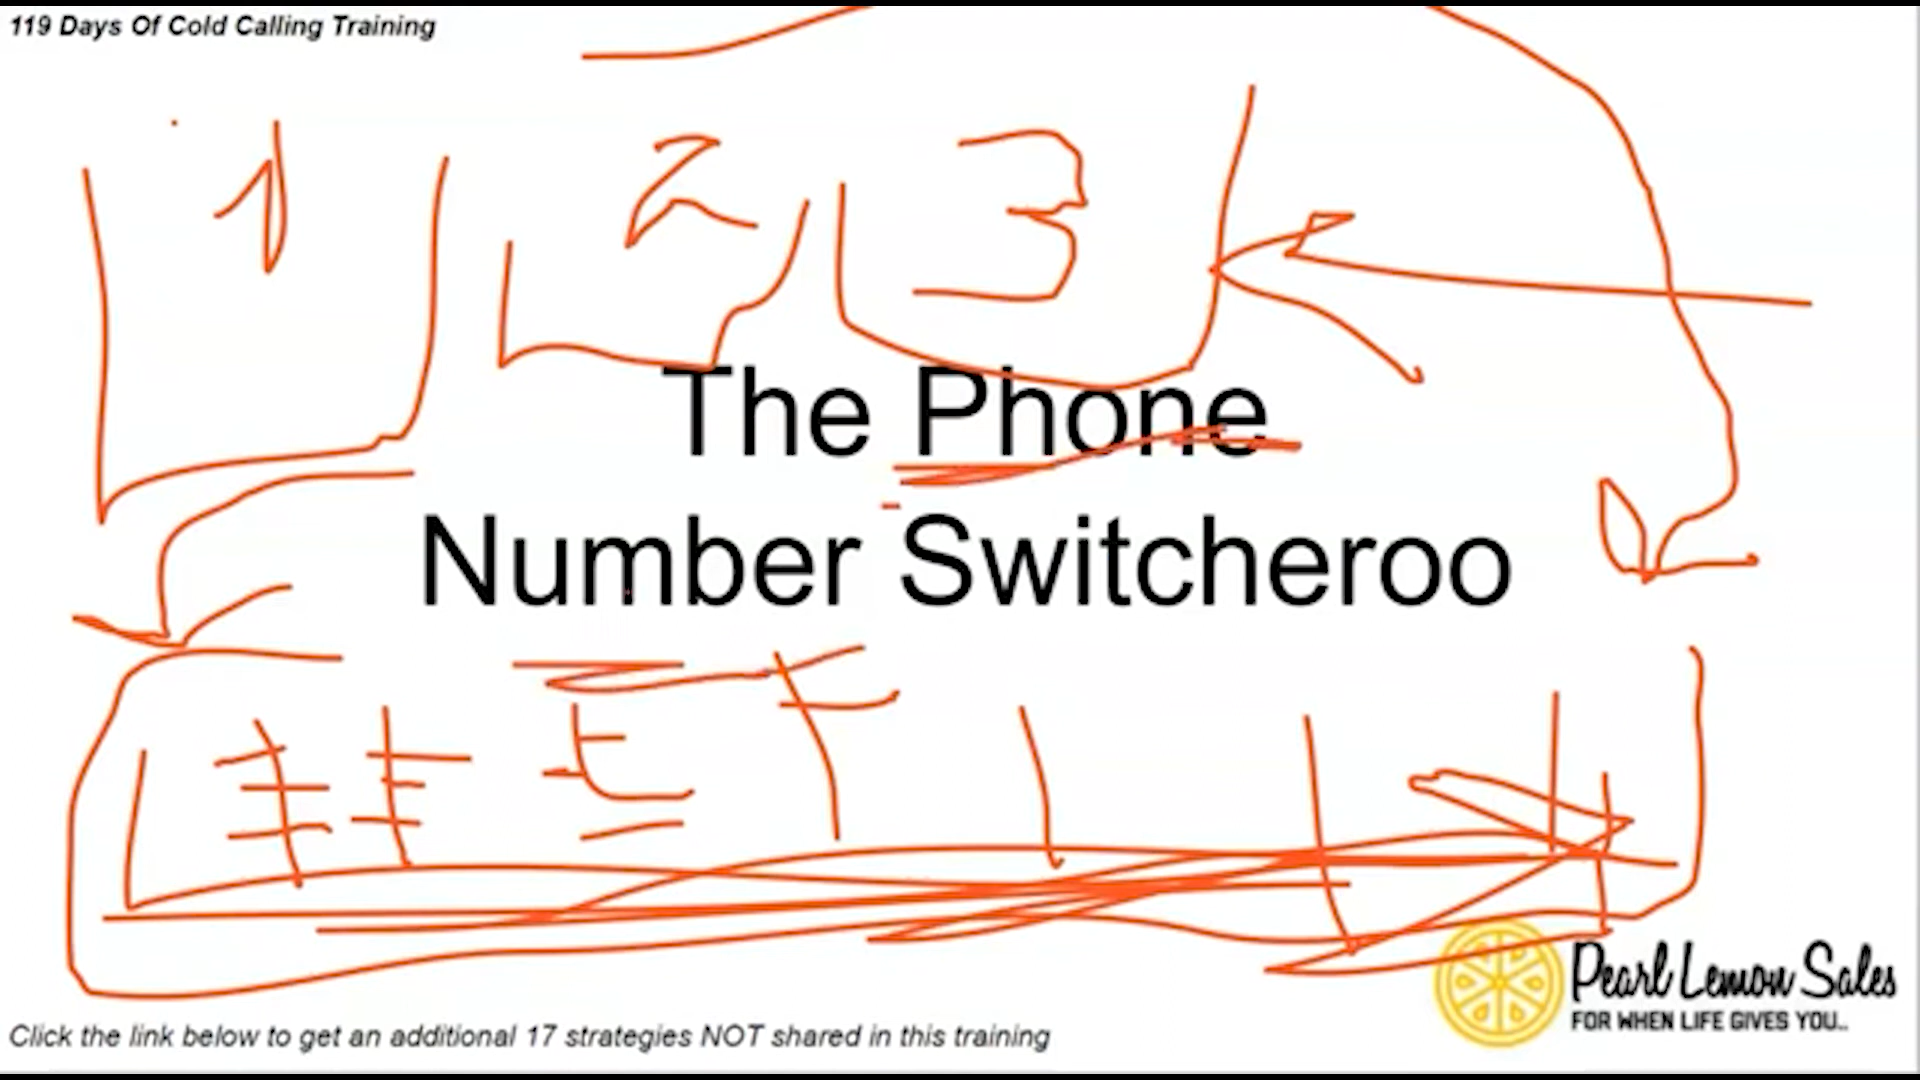 119 Days Of Cold Calling Training
1 2 3
The Phone
Number Switcheroo
Pearl Lemon Sales
FOR WHEN LIFE GIVES YOU..
Click the link below to get an additional 17 strategies NOT shared in this training